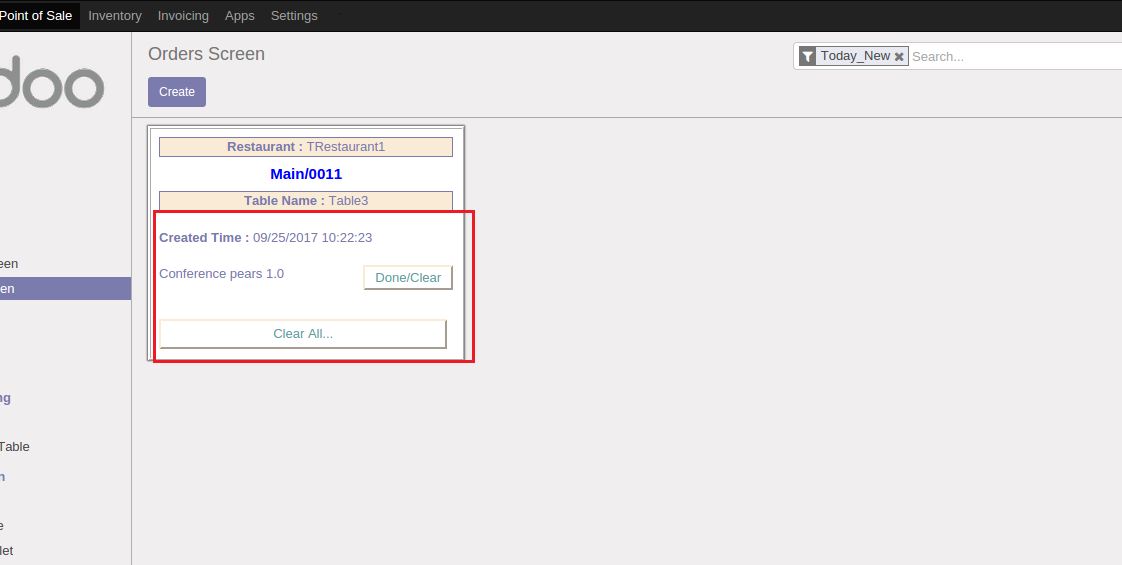 Point of Sale Inventory Invoicing Apps Settings
Orders Screen
Today_New Search...
Create
doo
Restaurant : TRestaurant1
Main/0011
Table Name : Table3
Created Time : 09/25/2017 10:22:23
een
Conference pears 1.0 Done/Clear
en
Clear All...
ng
Table
n
e
let